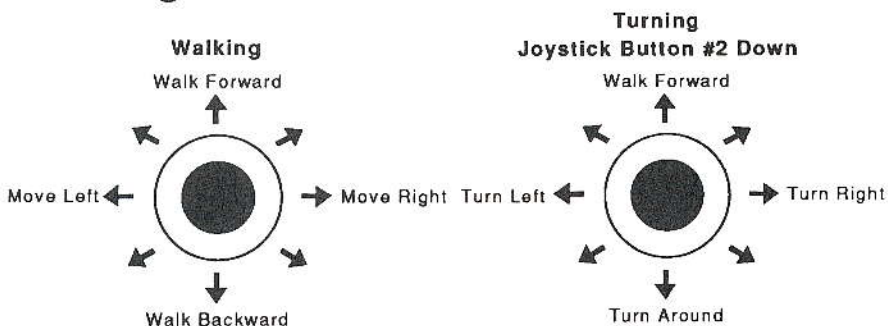 Walking
Walk Forward
Move Left
Move Right
Walk Backward
Turning
Joystick Button #2 Down
Walk Forward
Turn Left
Turn Right
Turn Around